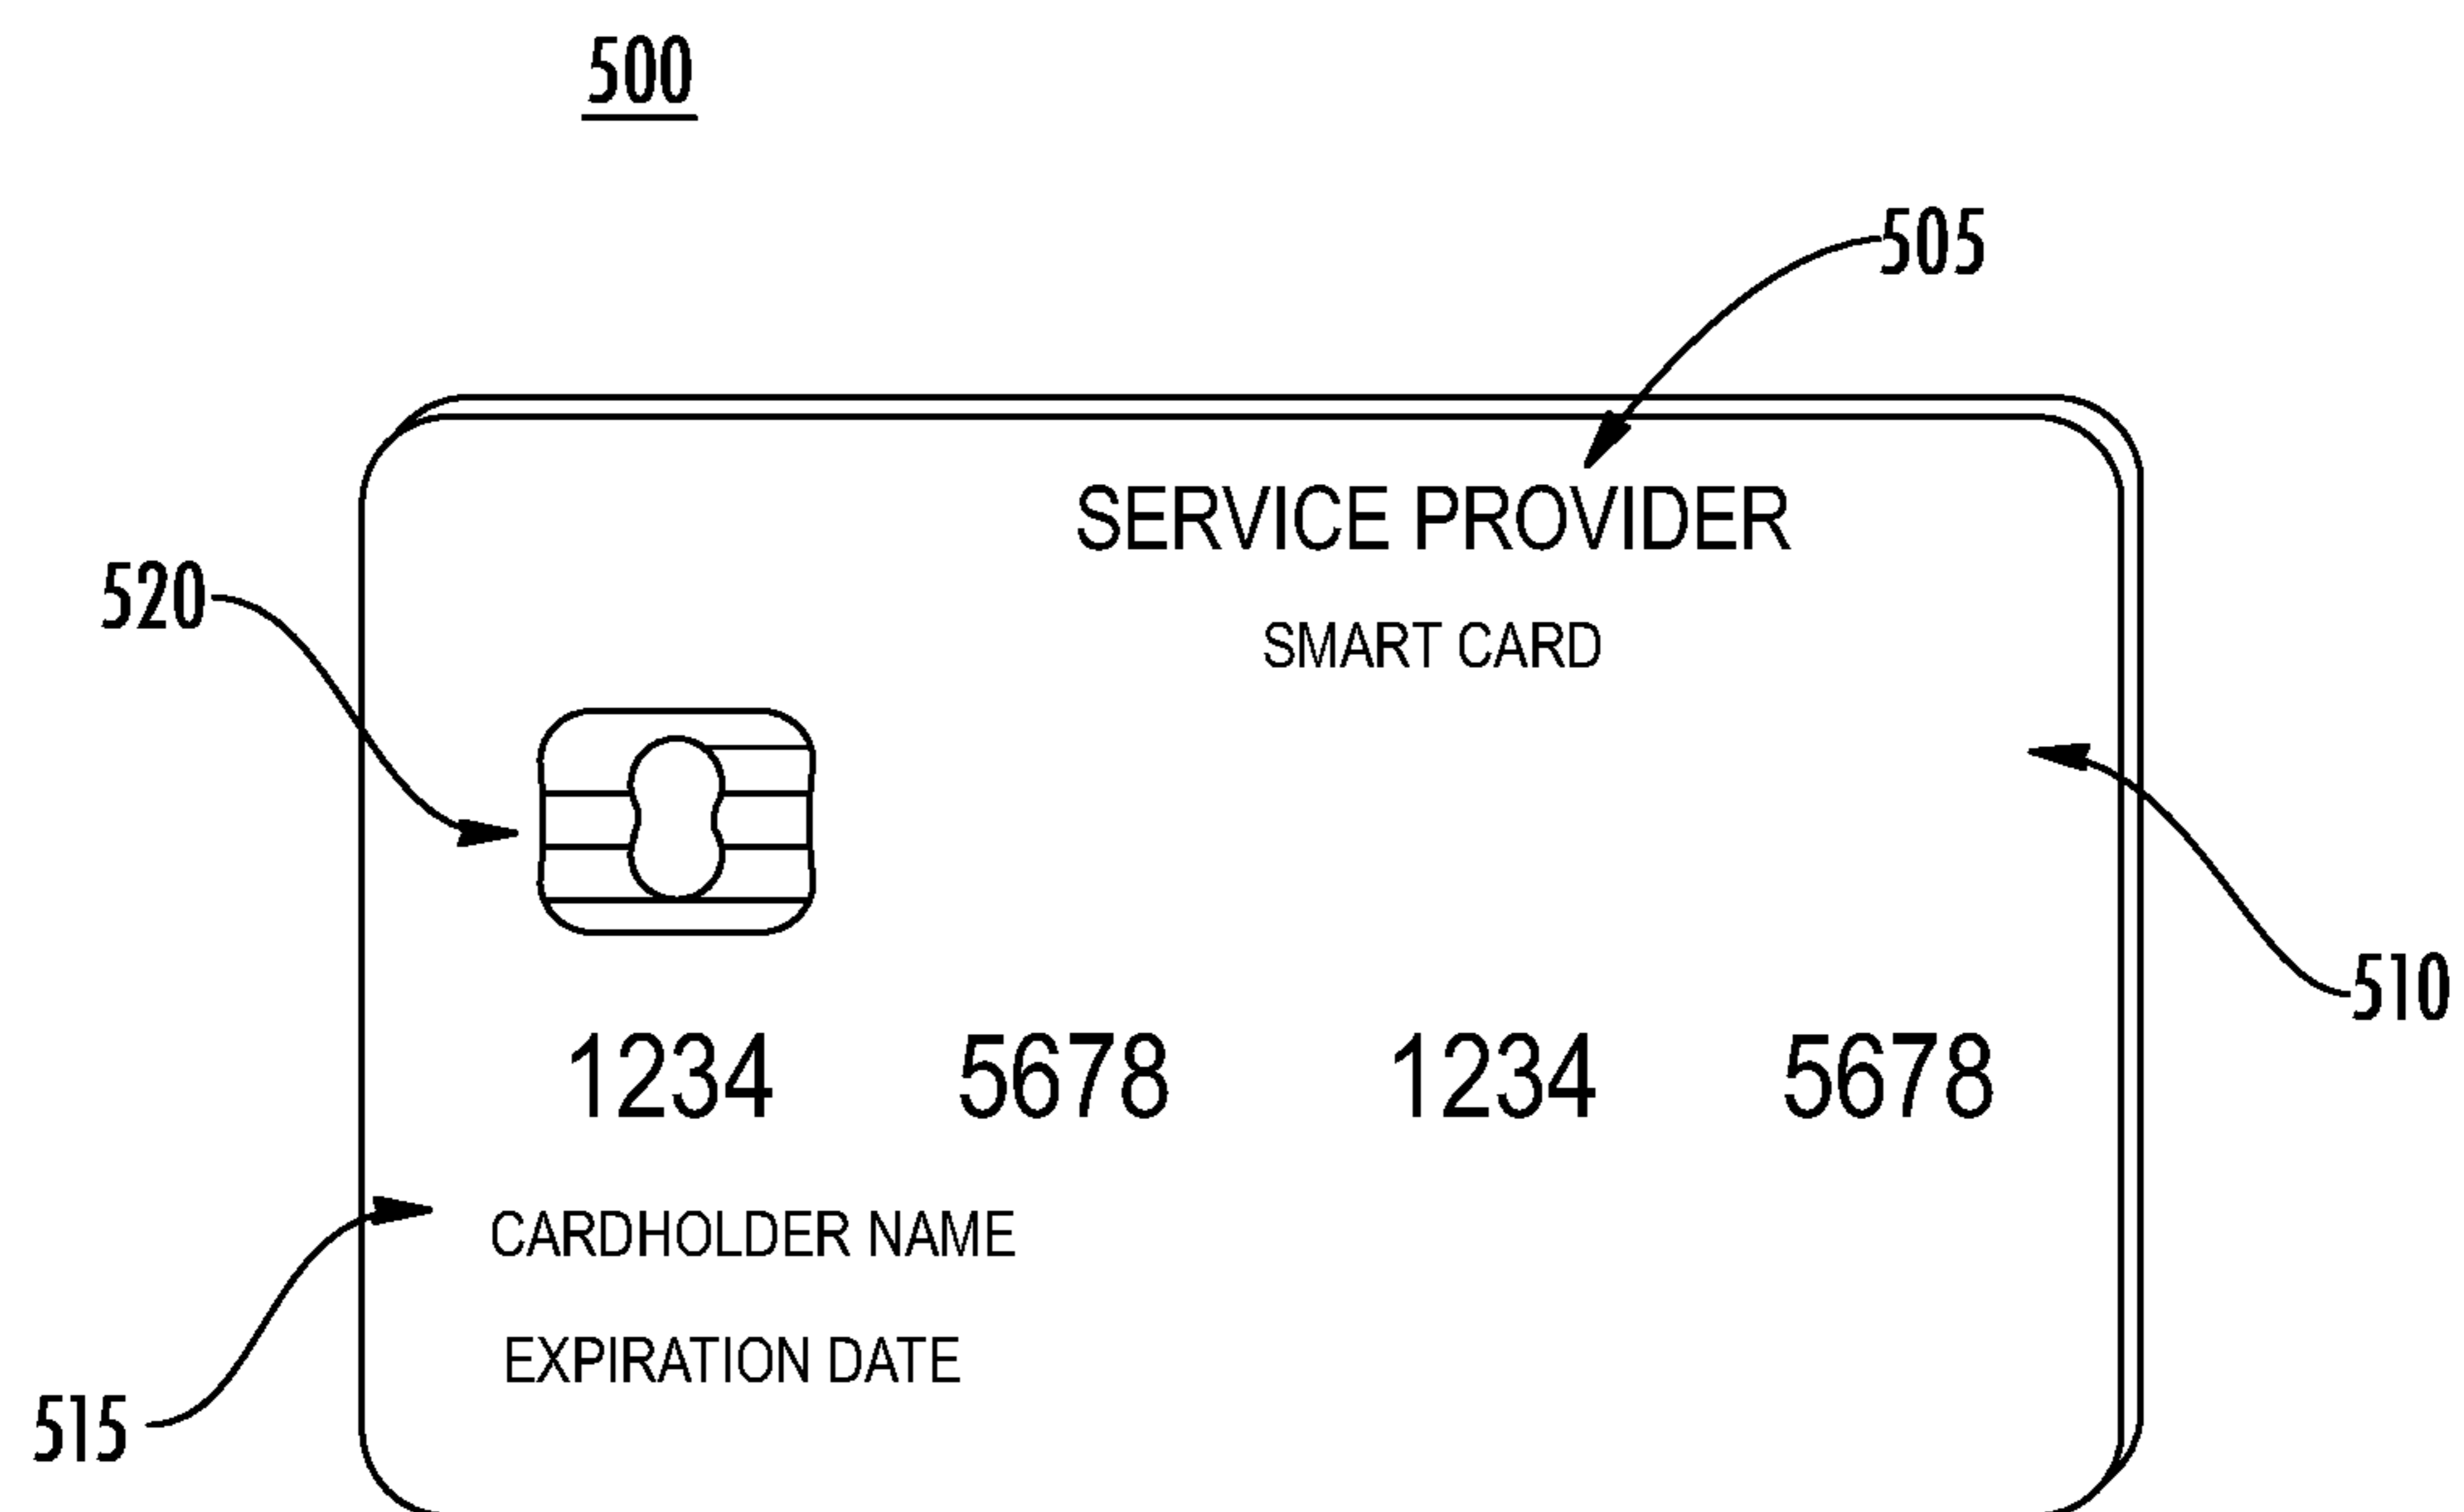 500
505
SERVICE PROVIDER
520
SMART CARD
510
1234 5678 1234 5678
CARDHOLDER NAME
EXPIRATION DATE
515